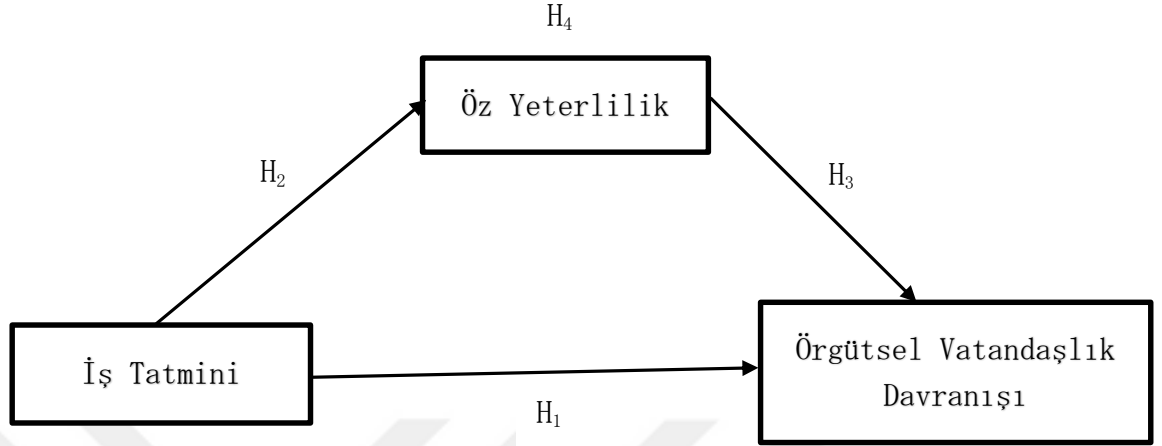 H₄
Öz Yeterlilik
H₂
H₃
İş Tatmini
Örgütsel Vatandaşlık
Davranışı
H₁